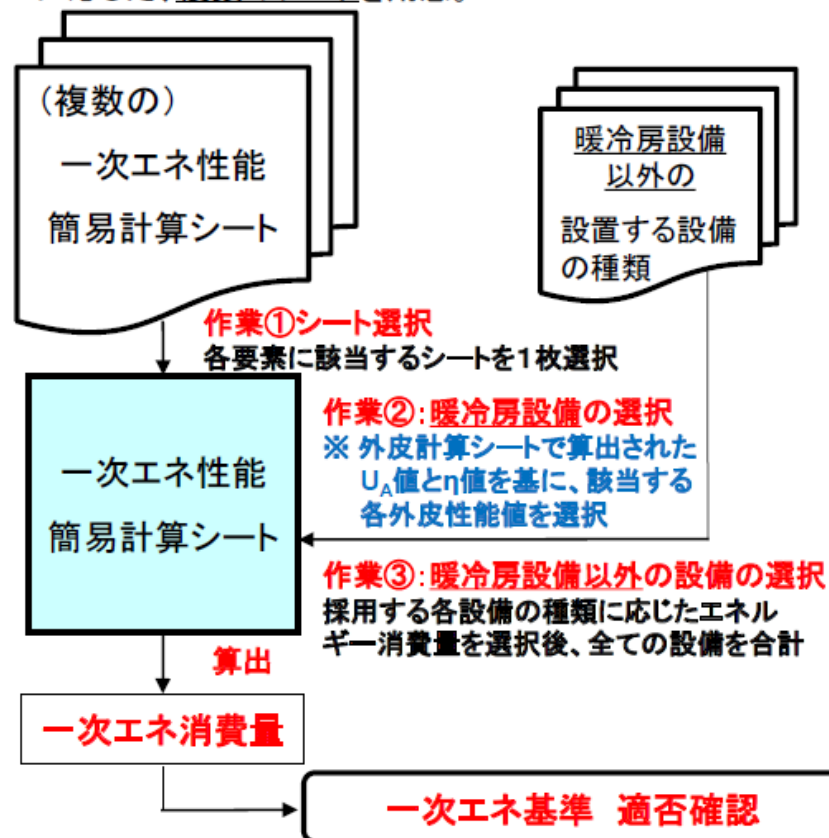 (複数の)
一次エネ性能
簡易計算シート
暖冷房設備
以外の
設置する設備
の種類
作業①シート選択
各要素に該当するシートを1枚選択
作業②:暖冷房設備の選択
※ 外皮計算シートで算出された
UA値とη値を基に、該当する
各外皮性能値を選択
一次エネ性能
簡易計算シート
作業③:暖冷房設備以外の設備の選択
採用する各設備の種類に応じたエネル
ギー消費量を選択後、全ての設備を合計
算出
一次エネ消費量
一次エネ基準 適否確認